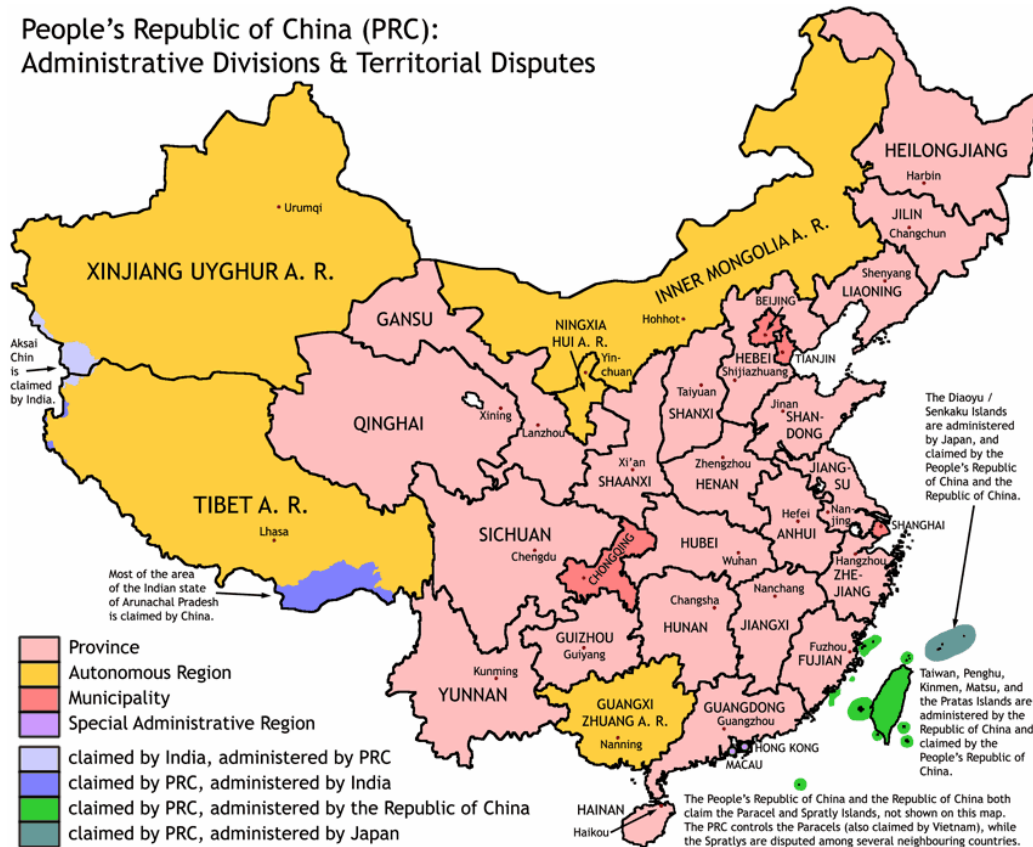 People's Republic of China (PRC):
Administrative Divisions & Territorial Disputes
HEILONGJIANG
Harbin
JILIN
Changchun
Urumqi
XINJIANG UYGHUR A. R.
INNER MONGOLIA A. R.
Shenyang
LIAONING
BEIJING
Hohhot
GANSU
NINGXIA
HUI A. R.
Yin-
chuan
TIANJIN
HEBEI
Shijiazhuang
Aksai
Chin
is
claimed
by India.
Taiyuan
SHANXI
Jinan
SHAN-
DONG
The Diaoyu /
Senkaku Islands
are administered
by Japan, and
claimed by the
People's Republic
of China and the
Republic of China.
QINGHAI
Xining
Lanzhou
Xi'an
SHAANXI
Zhengzhou
HENAN
JIANG-
SU
TIBET A. R.
Lhasa
SICHUAN
Chengdu
CHONGQING
HUBEI
Wuhan
Hefei
ANHUI
Nan-
jing
SHANGHAI
Hangzhou
ZHE-
JIANG
Most of the area
of the Indian state
of Arunachal Pradesh
is claimed by China.
Changsha
HUNAN
Nanchang
JIANGXI
GUIZHOU
Guiyang
Fuzhou
FUJIAN
Kunming
YUNNAN
GUANGXI
ZHUANG A. R.
Nanning
GUANGDONG
Guangzhou
HONG KONG
MACAU
Taiwan, Penghu,
Kinmen, Matsu, and
the Pratas Islands are
administered by the
Republic of China and
claimed by the
People's Republic of
China.
HAINAN
Haikou
Province
Autonomous Region
Municipality
Special Administrative Region
claimed by India, administered by PRC
claimed by PRC, administered by India
claimed by PRC, administered by the Republic of China
claimed by PRC, administered by Japan
The People's Republic of China and the Republic of China both
claim the Paracel and Spratly Islands, not shown on this map.
The PRC controls the Paracels (also claimed by Vietnam), while
the Spratlys are disputed among several neighbouring countries.